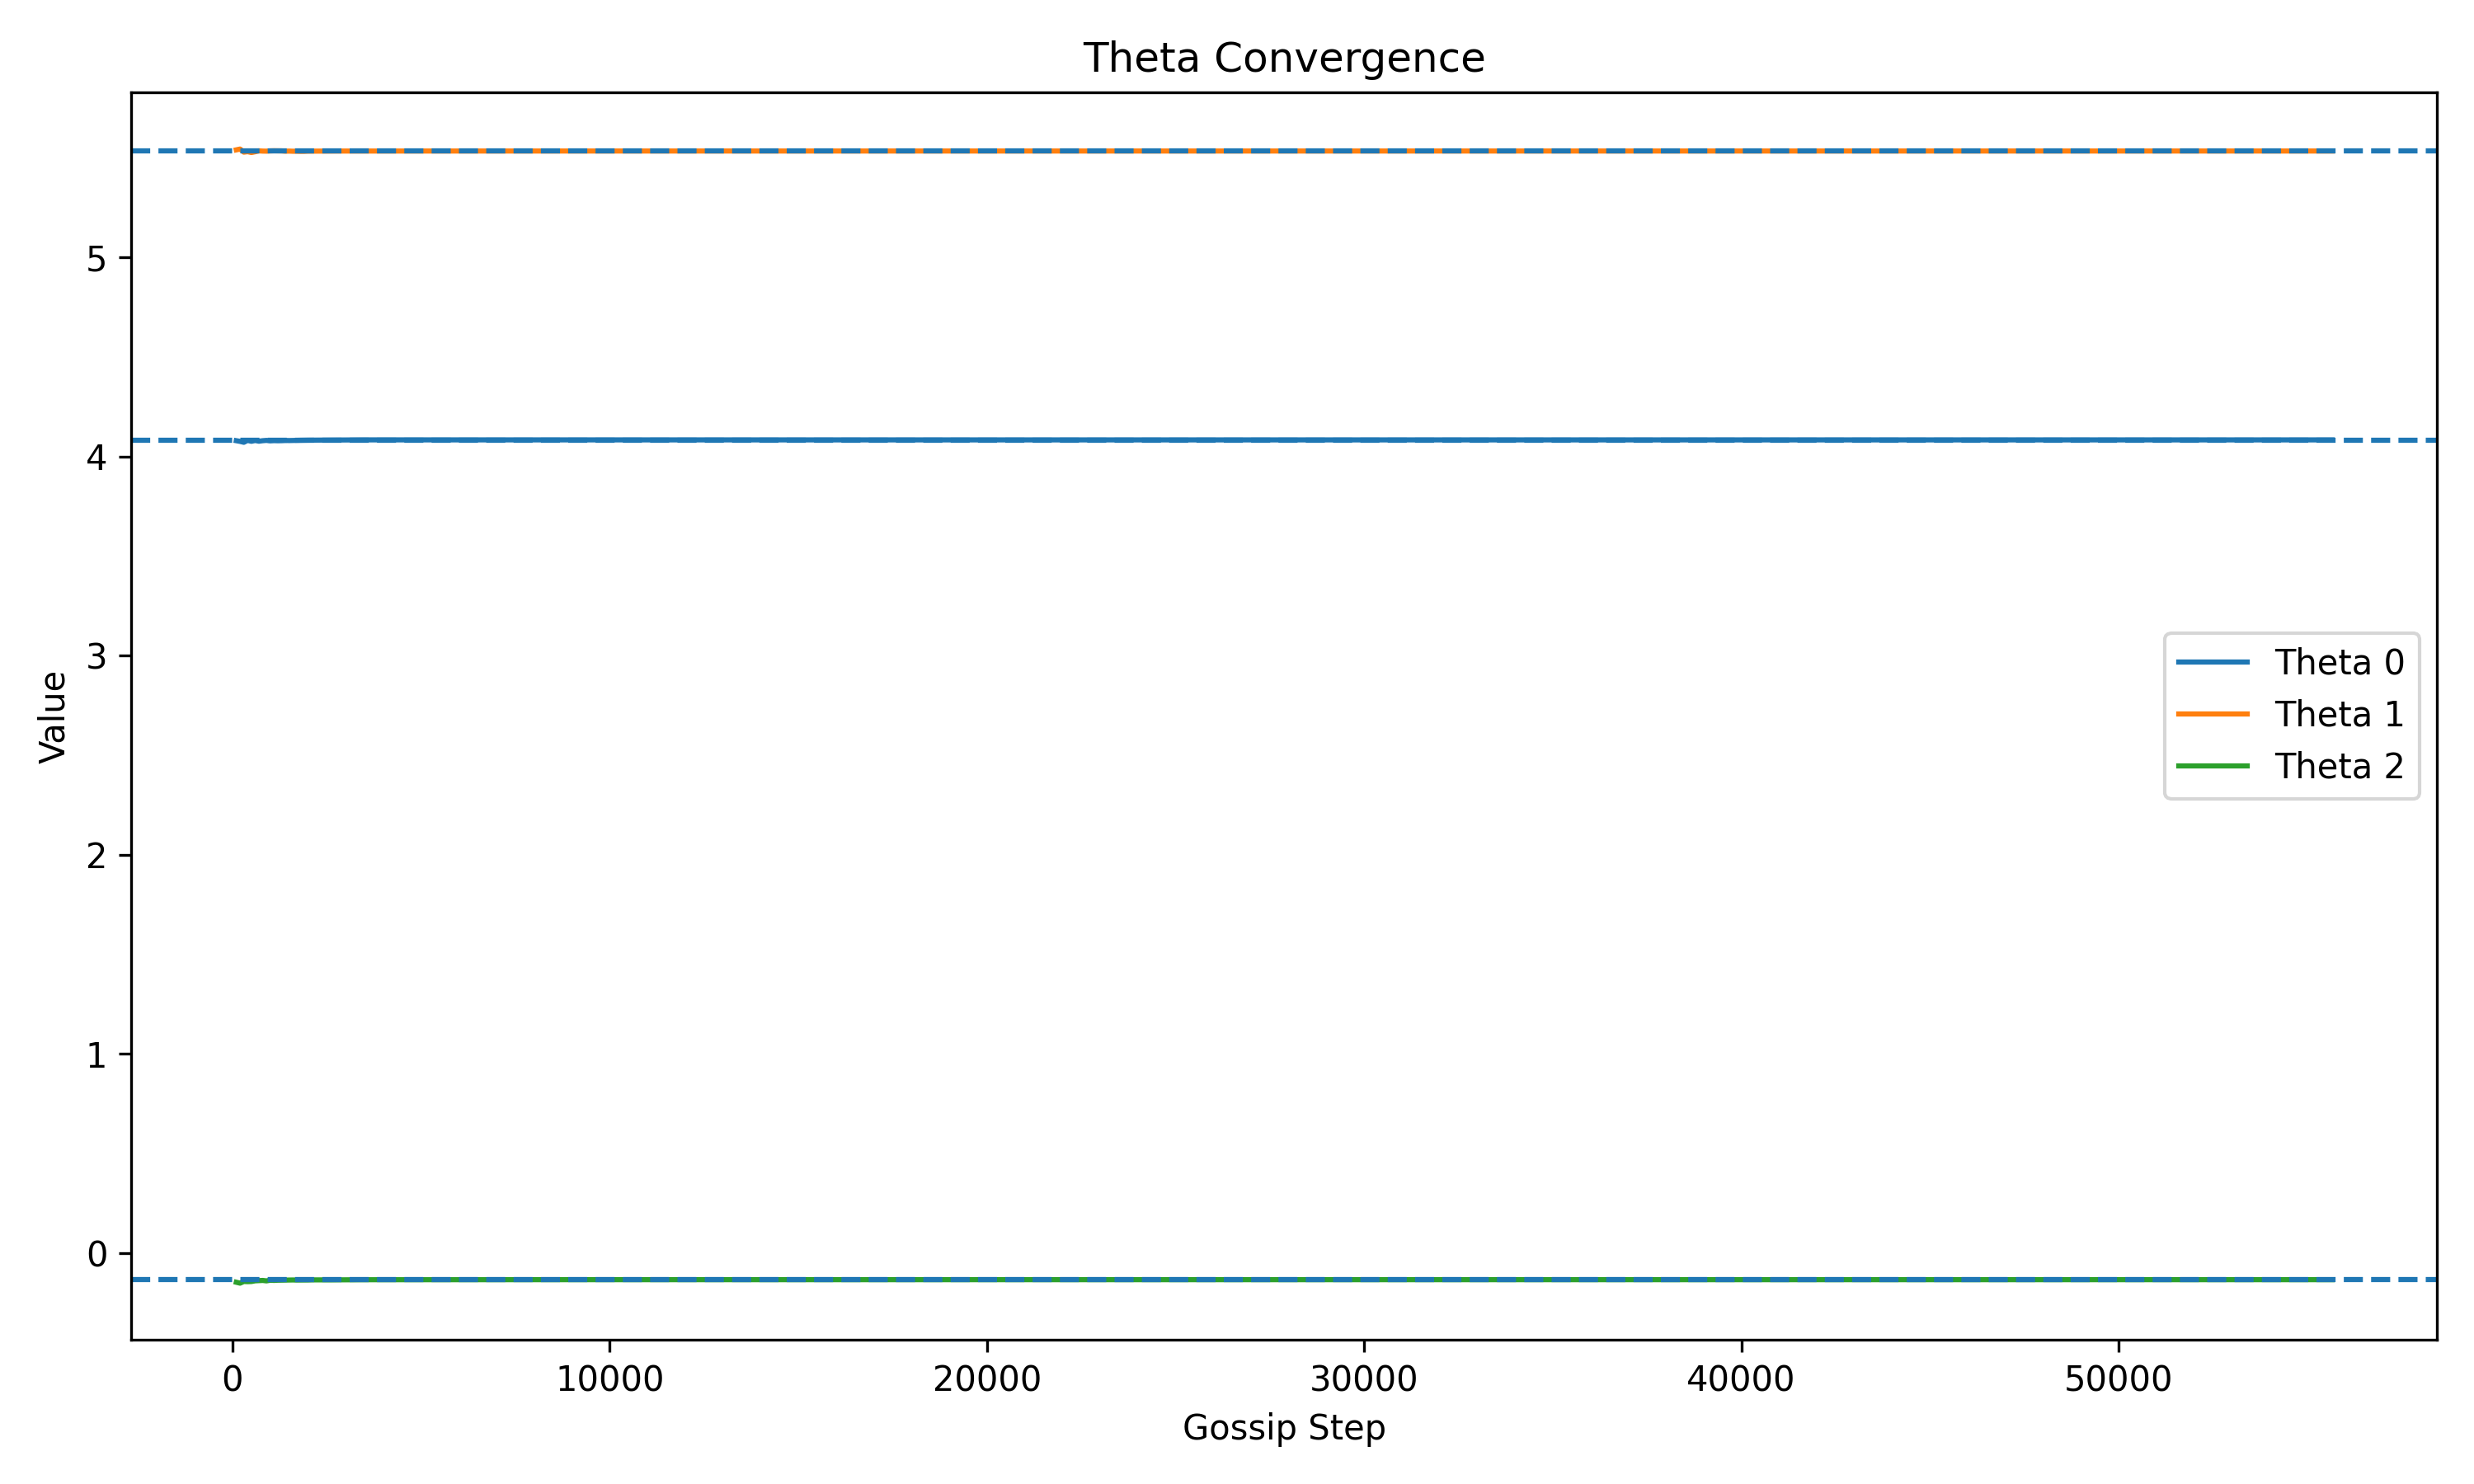 Theta Convergence
Value
5
4
3
2
1
0
Theta 0
Theta 1
Theta 2
0 10000 20000 30000 40000 50000
Gossip Step